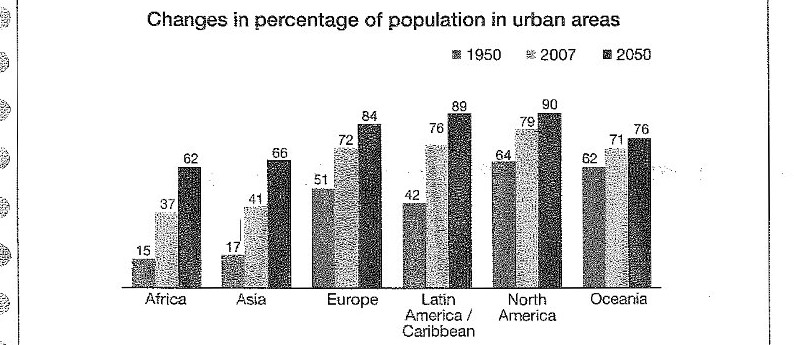 Changes in percentage of population in urban areas
1950 2007 2050
15 37 62
17 41 66
51 72 84
42 76 89
64 79 90
62 71 76
Africa Asia Europe Latin America / Caribbean North America Oceania